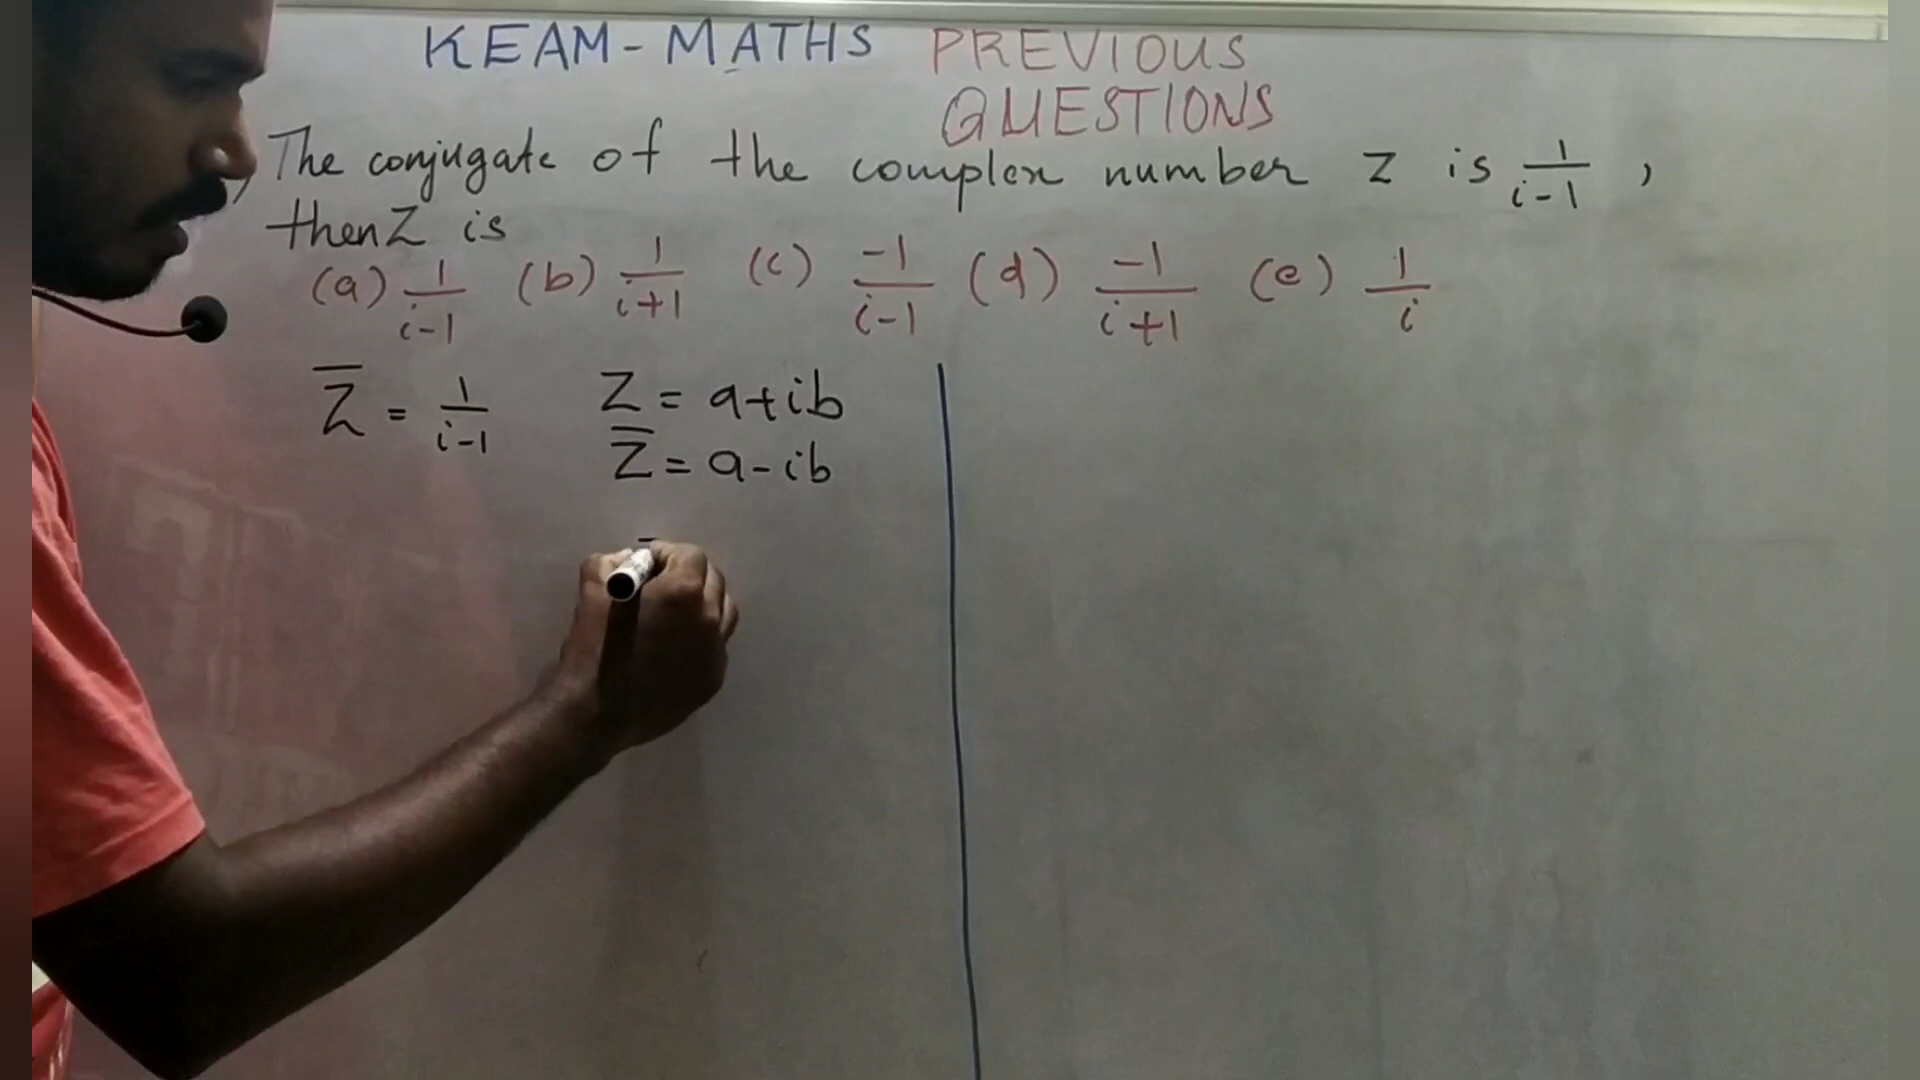 KEAM-MATHS PREVIOUS
QUESTIONS
The conjugate of the complex number Z is 1/(i-1) ,
then Z is
(a) 1/(i-1) (b) 1/(i+1) (c) -1/(i-1) (d) -1/(i+1) (e) 1/i
Z̅ = 1/(i-1) Z = a+ib
Z̅ = a-ib